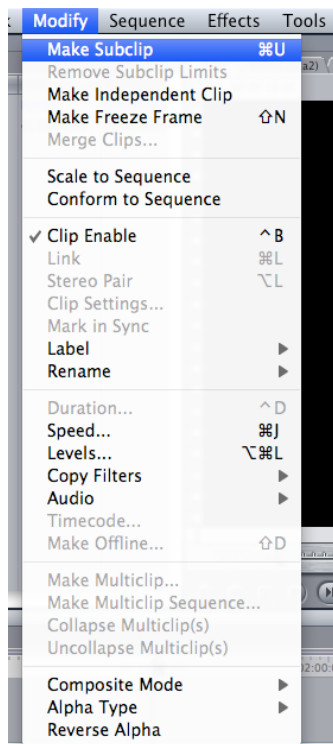 Modify Sequence Effects Tools
Make Subclip ⌘U
Remove Subclip Limits
Make Independent Clip
Make Freeze Frame ⇧N
Merge Clips...
Scale to Sequence
Conform to Sequence
✓ Clip Enable ^B
Link ⌘L
Stereo Pair ⌥L
Clip Settings...
Mark in Sync
Label ▶
Rename ▶
Duration... ^D
Speed... ⌘J
Levels... ⌥⌘L
Copy Filters ▶
Audio ▶
Timecode...
Make Offline... ⇧D
Make Multiclip...
Make Multiclip Sequence...
Collapse Multiclip(s)
Uncollapse Multiclip(s)
Composite Mode ▶
Alpha Type ▶
Reverse Alpha